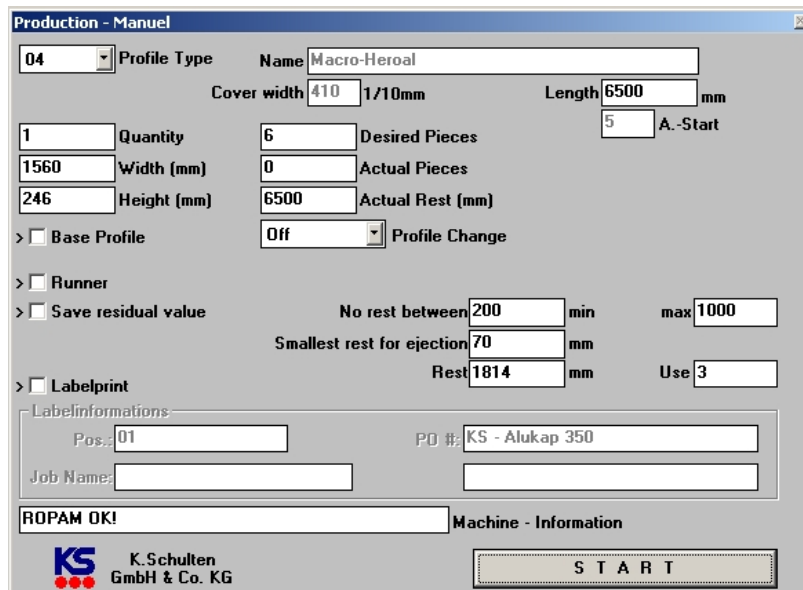 Production - Manuel
04 Profile Type Name Macro-Heroal
Cover width 410 1/10mm Length 6500 mm
5 A.-Start
1 Quantity 6 Desired Pieces
1560 Width (mm) 0 Actual Pieces
246 Height (mm) 6500 Actual Rest (mm)
> Base Profile Off Profile Change
> Runner
> Save residual value No rest between 200 min max 1000
Smallest rest for ejection 70 mm
Rest 1814 mm Use 3
> Labelprint
Labelinformations
Pos.: 01 PO #: KS - Alukap 350
Job Name:
ROPAM OK! Machine - Information
KS K.Schulten
GmbH & Co. KG
S T A R T